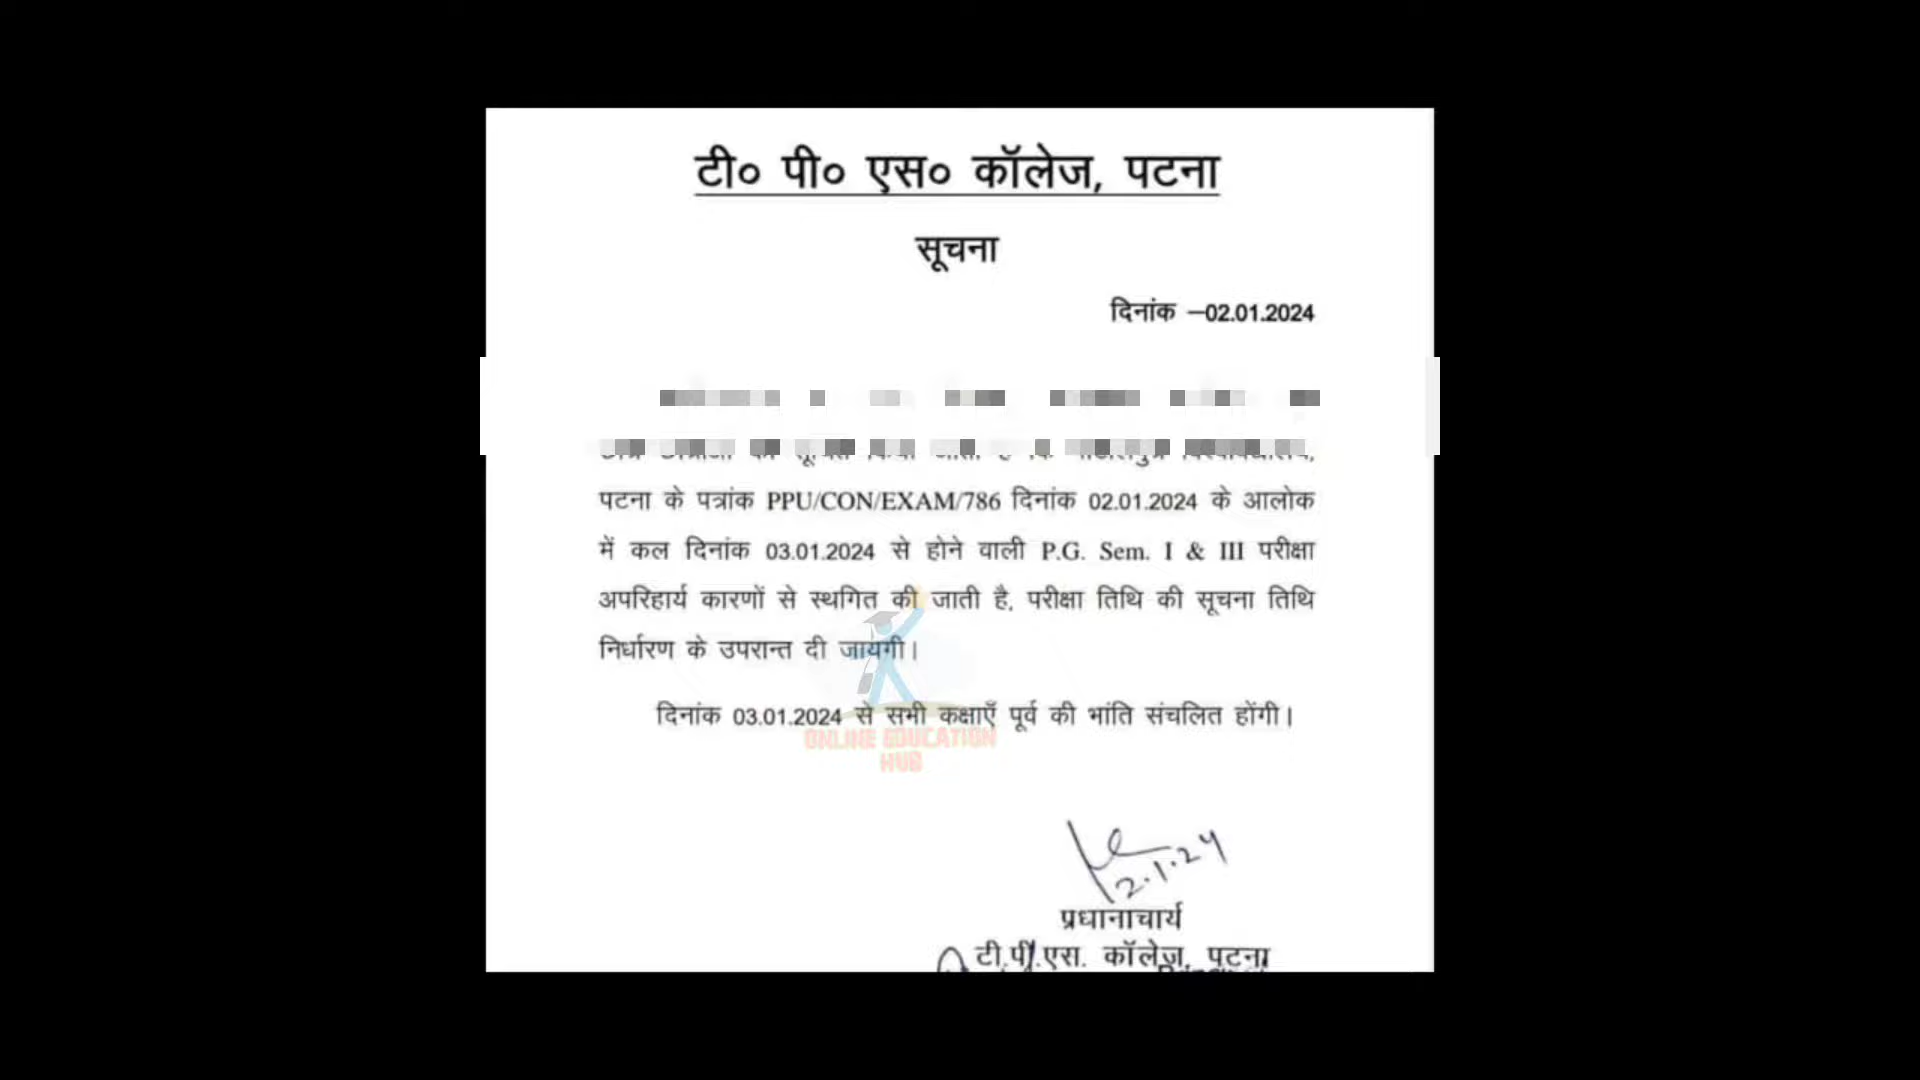 टी० पी० एस० कॉलेज, पटना
सूचना
दिनांक –02.01.2024
पटना के पत्रांक PPU/CON/EXAM/786 दिनांक 02.01.2024 के आलोक
में कल दिनांक 03.01.2024 से होने वाली P.G. Sem. I & III परीक्षा
अपरिहार्य कारणों से स्थगित की जाती है, परीक्षा तिथि की सूचना तिथि
निर्धारण के उपरान्त दी जायगी।
दिनांक 03.01.2024 से सभी कक्षाएँ पूर्व की भांति संचलित होंगी।
ONLINE EDUCATION
HUB
2.1.24
प्रधानाचार्य
टी.पी.एस. कॉलेज, पटना